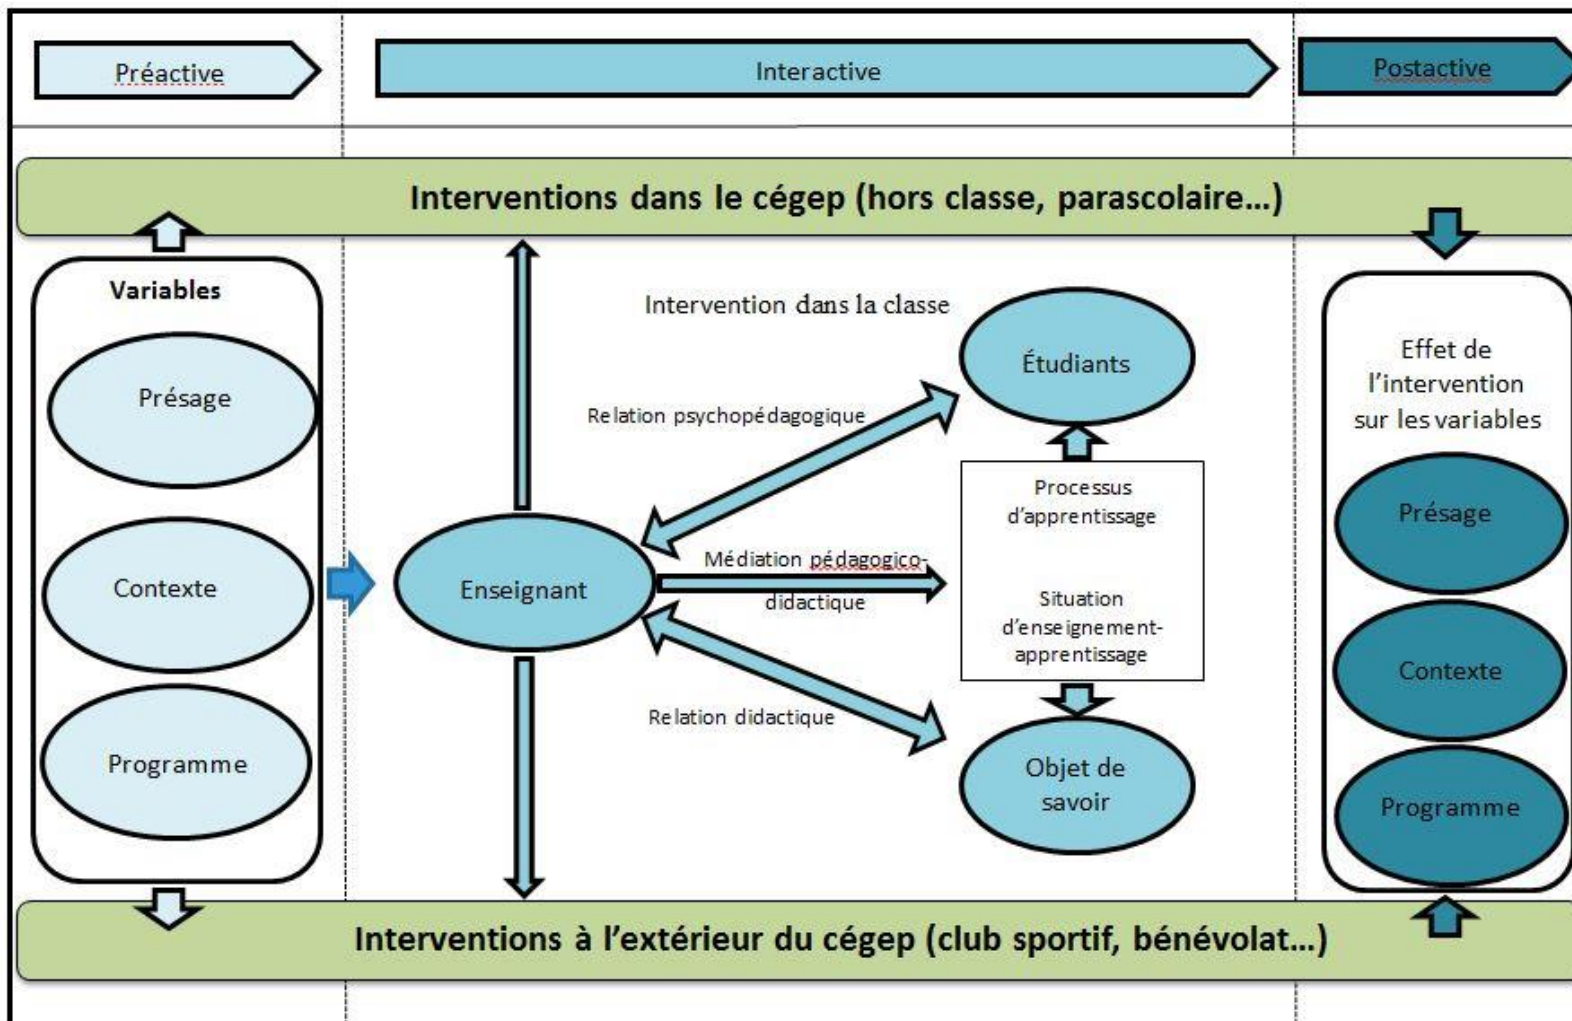 Préactive
Interactive
Postactive
Interventions dans le cégep (hors classe, parascolaire...)
Variables
Présage
Contexte
Programme
Intervention dans la classe
Étudiants
Relation psychopédagogique
Processus
d'apprentissage
Enseignant
Médiation pédagogico-
didactique
Situation
d'enseignement-
apprentissage
Relation didactique
Objet de
savoir
Effet de
l'intervention
sur les variables
Présage
Contexte
Programme
Interventions à l'extérieur du cégep (club sportif, bénévolat...)